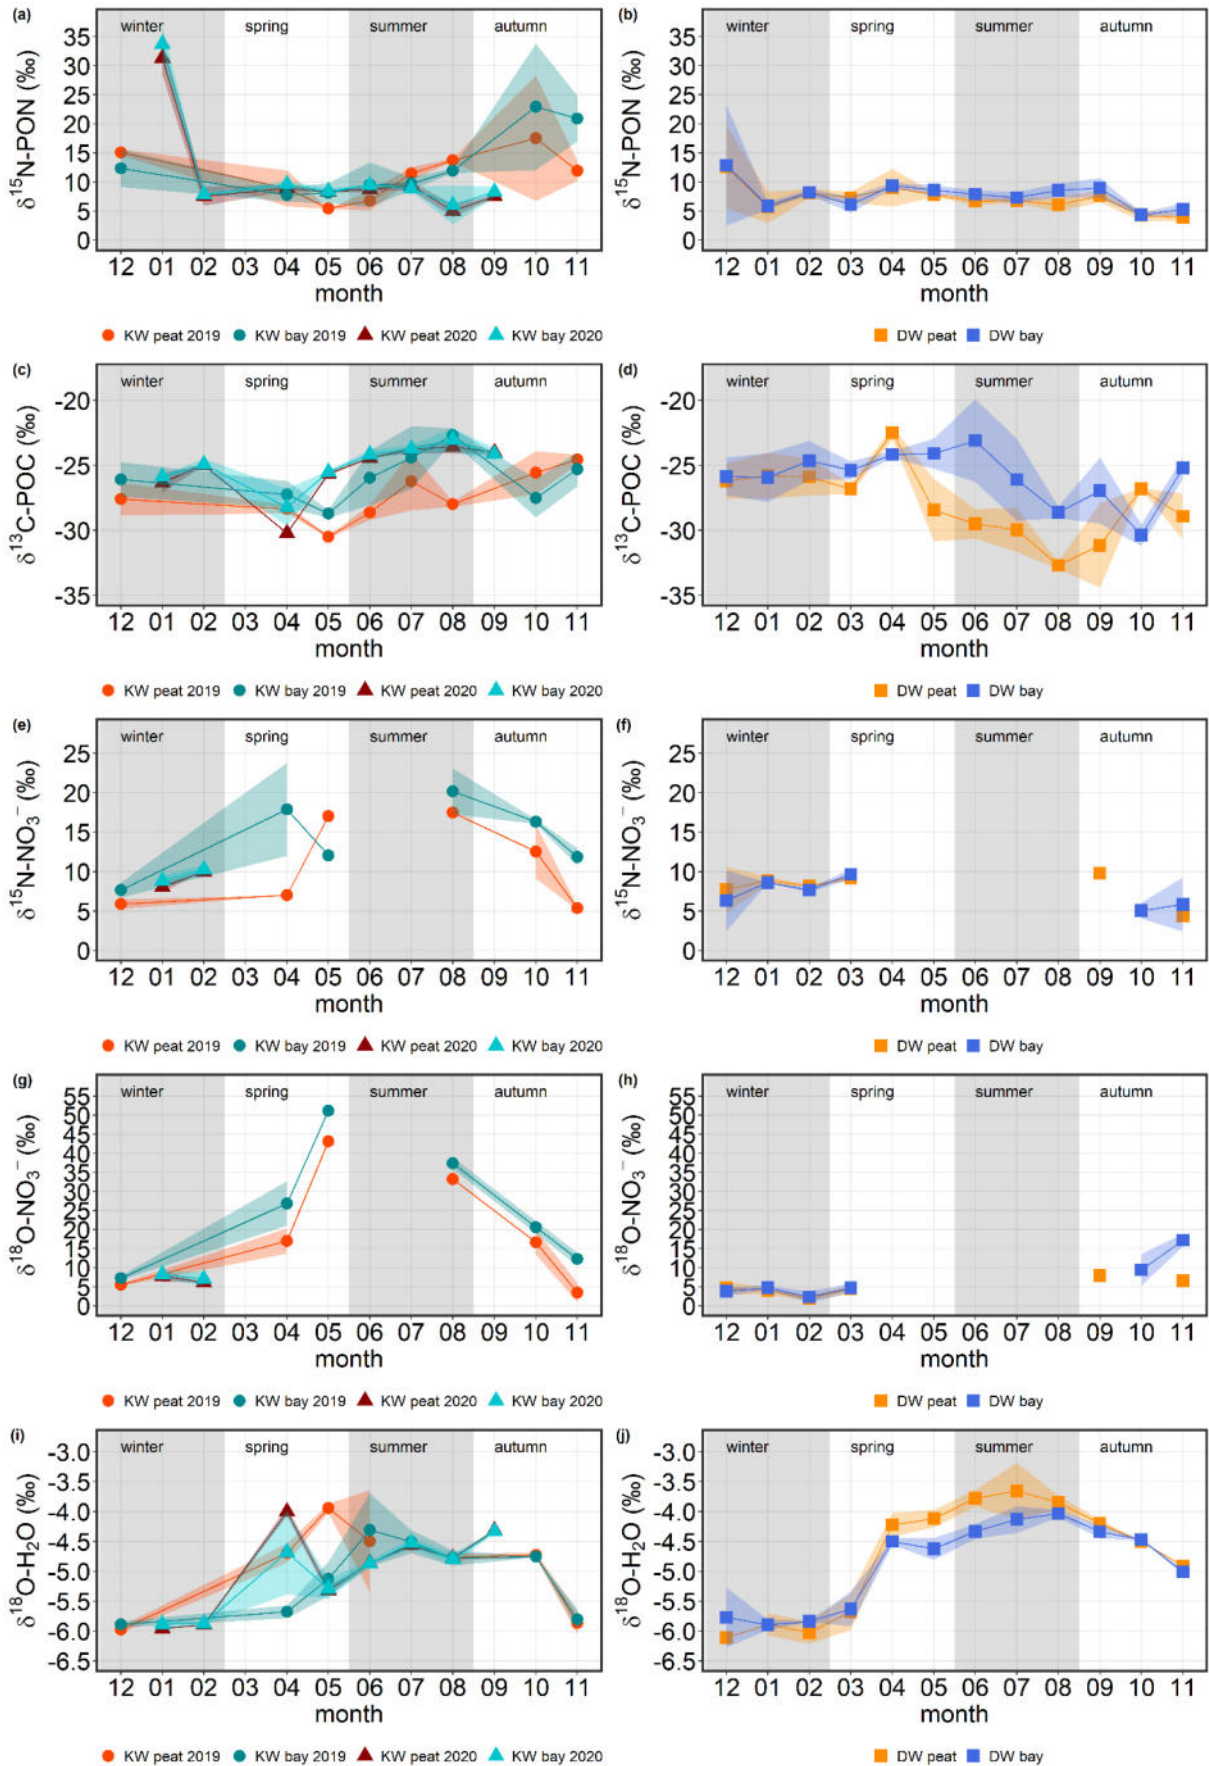 (a)
winter spring summer autumn
δ¹⁵N-PON (‰)
35
30
25
20
15
10
5
0
12 01 02 03 04 05 06 07 08 09 10 11
month
KW peat 2019 KW bay 2019 KW peat 2020 KW bay 2020
(b)
winter spring summer autumn
δ¹⁵N-PON (‰)
35
30
25
20
15
10
5
0
12 01 02 03 04 05 06 07 08 09 10 11
month
DW peat DW bay
(c)
winter spring summer autumn
δ¹³C-POC (‰)
-20
-25
-30
-35
12 01 02 03 04 05 06 07 08 09 10 11
month
KW peat 2019 KW bay 2019 KW peat 2020 KW bay 2020
(d)
winter spring summer autumn
δ¹³C-POC (‰)
-20
-25
-30
-35
12 01 02 03 04 05 06 07 08 09 10 11
month
DW peat DW bay
(e)
winter spring summer autumn
δ¹⁵N-NO₃⁻ (‰)
25
20
15
10
5
0
12 01 02 03 04 05 06 07 08 09 10 11
month
KW peat 2019 KW bay 2019 KW peat 2020 KW bay 2020
(f)
winter spring summer autumn
δ¹⁵N-NO₃⁻ (‰)
25
20
15
10
5
0
12 01 02 03 04 05 06 07 08 09 10 11
month
DW peat DW bay
(g)
winter spring summer autumn
δ¹⁸O-NO₃⁻ (‰)
55
50
45
40
35
30
25
20
15
10
5
0
12 01 02 03 04 05 06 07 08 09 10 11
month
KW peat 2019 KW bay 2019 KW peat 2020 KW bay 2020
(h)
winter spring summer autumn
δ¹⁸O-NO₃⁻ (‰)
55
50
45
40
35
30
25
20
15
10
5
0
12 01 02 03 04 05 06 07 08 09 10 11
month
DW peat DW bay
(i)
winter spring summer autumn
δ¹⁸O-H₂O (‰)
-3.0
-3.5
-4.0
-4.5
-5.0
-5.5
-6.0
-6.5
12 01 02 03 04 05 06 07 08 09 10 11
month
KW peat 2019 KW bay 2019 KW peat 2020 KW bay 2020
(j)
winter spring summer autumn
δ¹⁸O-H₂O (‰)
-3.0
-3.5
-4.0
-4.5
-5.0
-5.5
-6.0
-6.5
12 01 02 03 04 05 06 07 08 09 10 11
month
DW peat DW bay